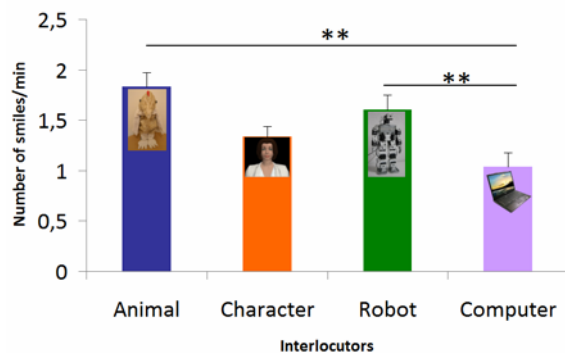 2,5
2
1,5
1
0,5
0
Number of smiles/min
**
**
Animal Character Robot Computer
Interlocutors